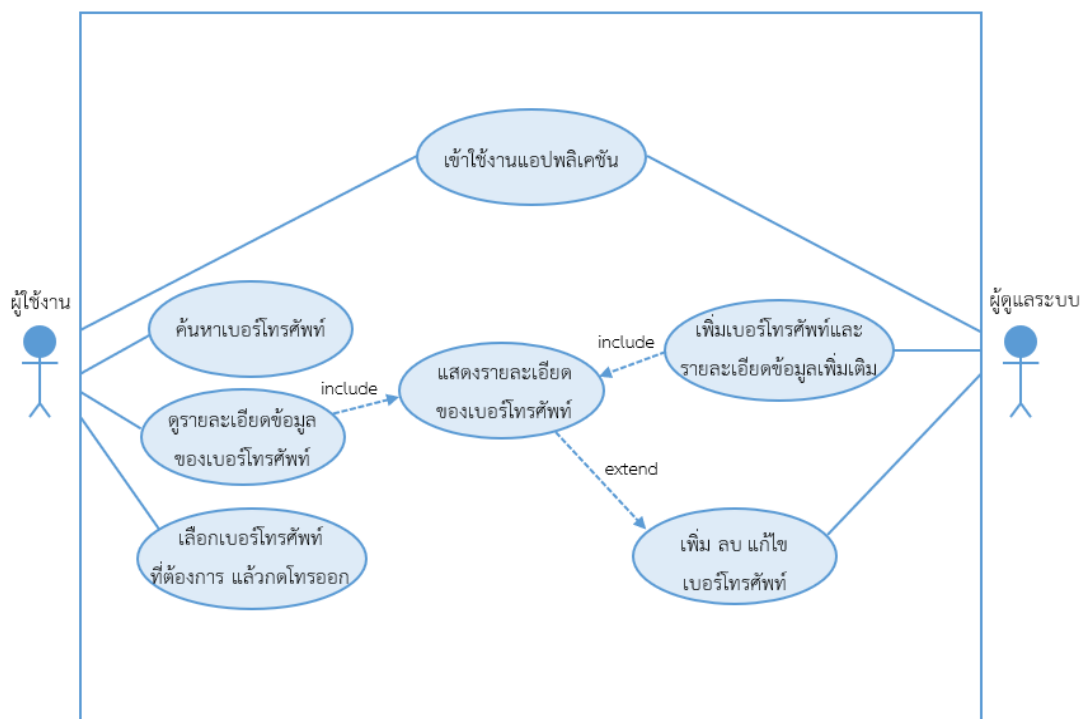 เข้าใช้งานแอปพลิเคชัน
ผู้ใช้งาน
ผู้ดูแลระบบ
ค้นหาเบอร์โทรศัพท์
include
เพิ่มเบอร์โทรศัพท์และ
รายละเอียดข้อมูลเพิ่มเติม
แสดงรายละเอียด
ของเบอร์โทรศัพท์
include
ดูรายละเอียดข้อมูล
ของเบอร์โทรศัพท์
extend
เลือกเบอร์โทรศัพท์
ที่ต้องการ แล้วกดโทรออก
เพิ่ม ลบ แก้ไข
เบอร์โทรศัพท์